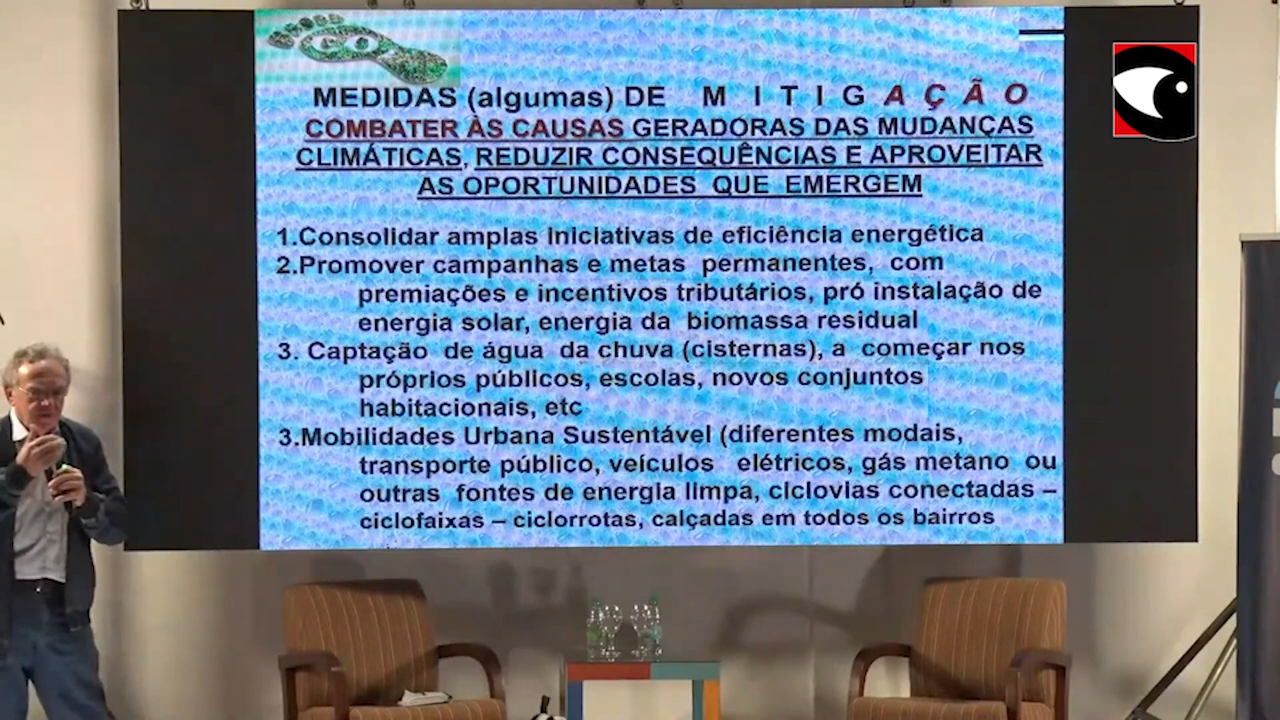 MEDIDAS (algumas) DE M I T I G A Ç Ã O
COMBATER ÀS CAUSAS GERADORAS DAS MUDANÇAS
CLIMÁTICAS, REDUZIR CONSEQUÊNCIAS E APROVEITAR
AS OPORTUNIDADES QUE EMERGEM
1.Consolidar amplas iniciativas de eficiência energética
2.Promover campanhas e metas permanentes, com
premiações e incentivos tributários, pró instalação de
energia solar, energia da biomassa residual
3. Captação de água da chuva (cisternas), a começar nos
próprios públicos, escolas, novos conjuntos
habitacionais, etc
3.Mobilidades Urbana Sustentável (diferentes modais,
transporte público, veículos elétricos, gás metano ou
outras fontes de energia limpa, ciclovias conectadas –
ciclofaixas – ciclorrotas, calçadas em todos os bairros